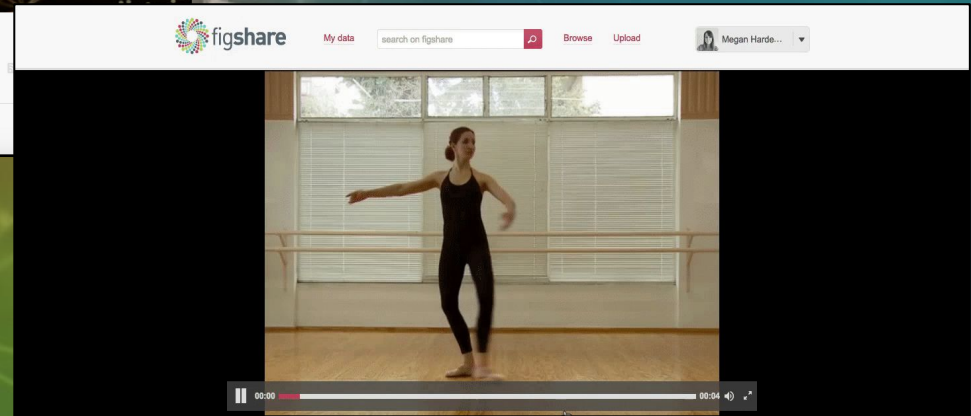 figshare
My data
search on figshare
Browse
Upload
Megan Harde...
00:00
00:04